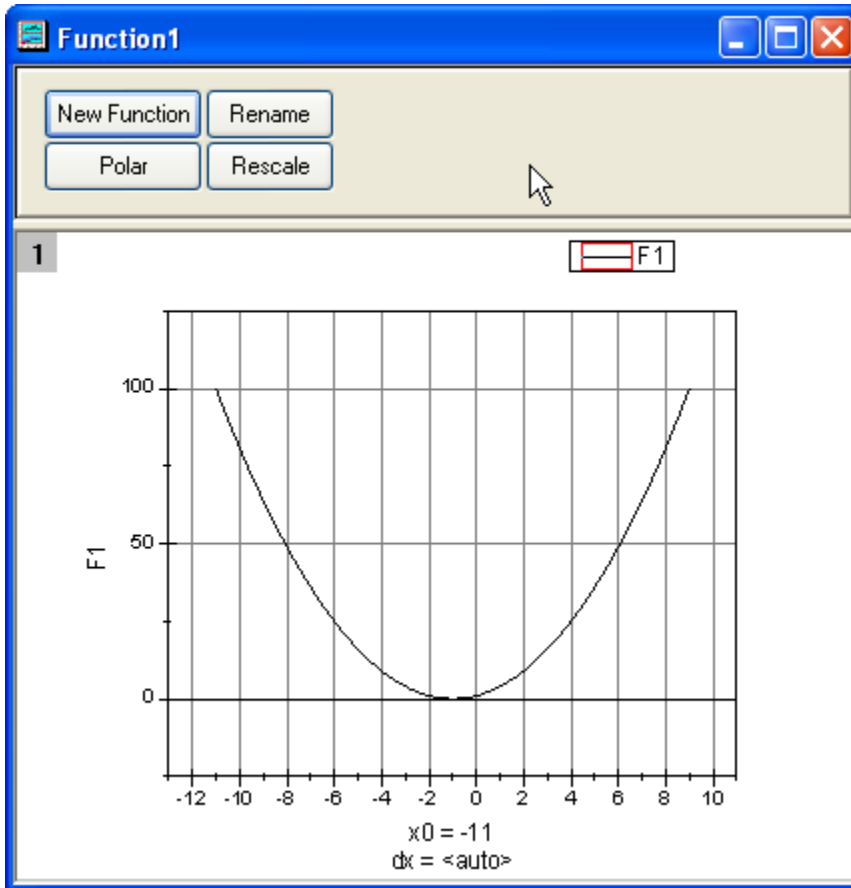 Function1
New Function Rename
Polar Rescale
1
F1
100
50
0
F1
-12 -10 -8 -6 -4 -2 0 2 4 6 8 10
x0 = -11
dx = <auto>